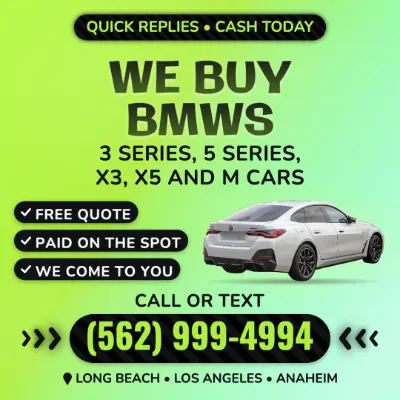 QUICK REPLIES • CASH TODAY
WE BUY
BMWS
3 SERIES, 5 SERIES,
X3, X5 AND M CARS
FREE QUOTE
PAID ON THE SPOT
WE COME TO YOU
CALL OR TEXT
(562) 999-4994
LONG BEACH • LOS ANGELES • ANAHEIM